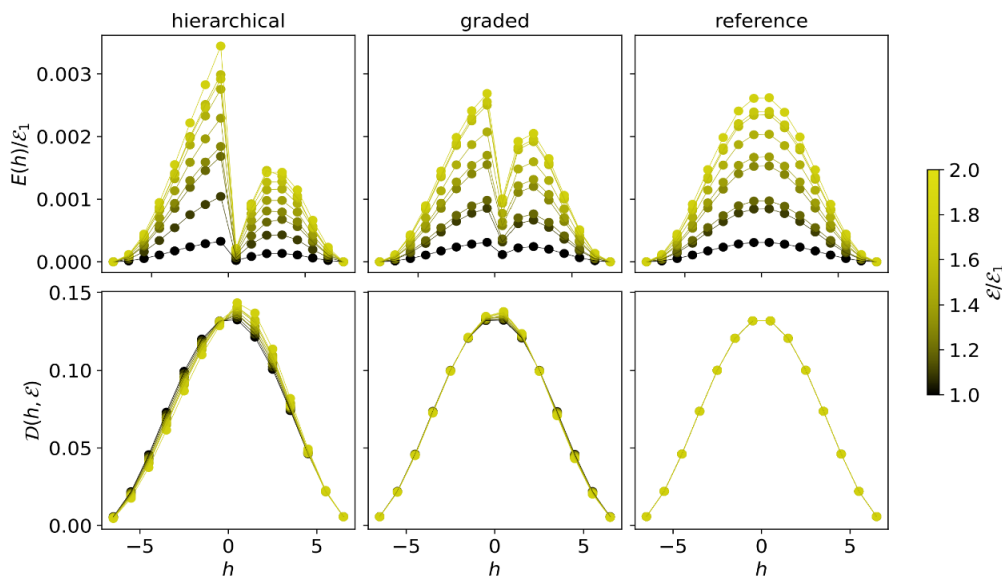 hierarchical graded reference
E(h)/ℰ₁
0.003
0.002
0.001
0.000
𝒟(h, ℰ)
0.15
0.10
0.05
0.00
−5 0 5
h
−5 0 5
h
−5 0 5
h
2.0
1.8
1.6
1.4
1.2
1.0
ℰ/ℰ₁